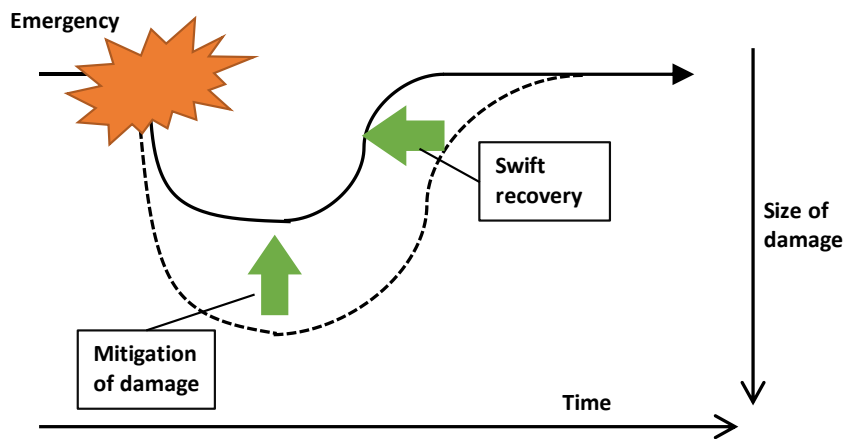 Emergency
Swift
recovery
Size of
damage
Mitigation
of damage
Time